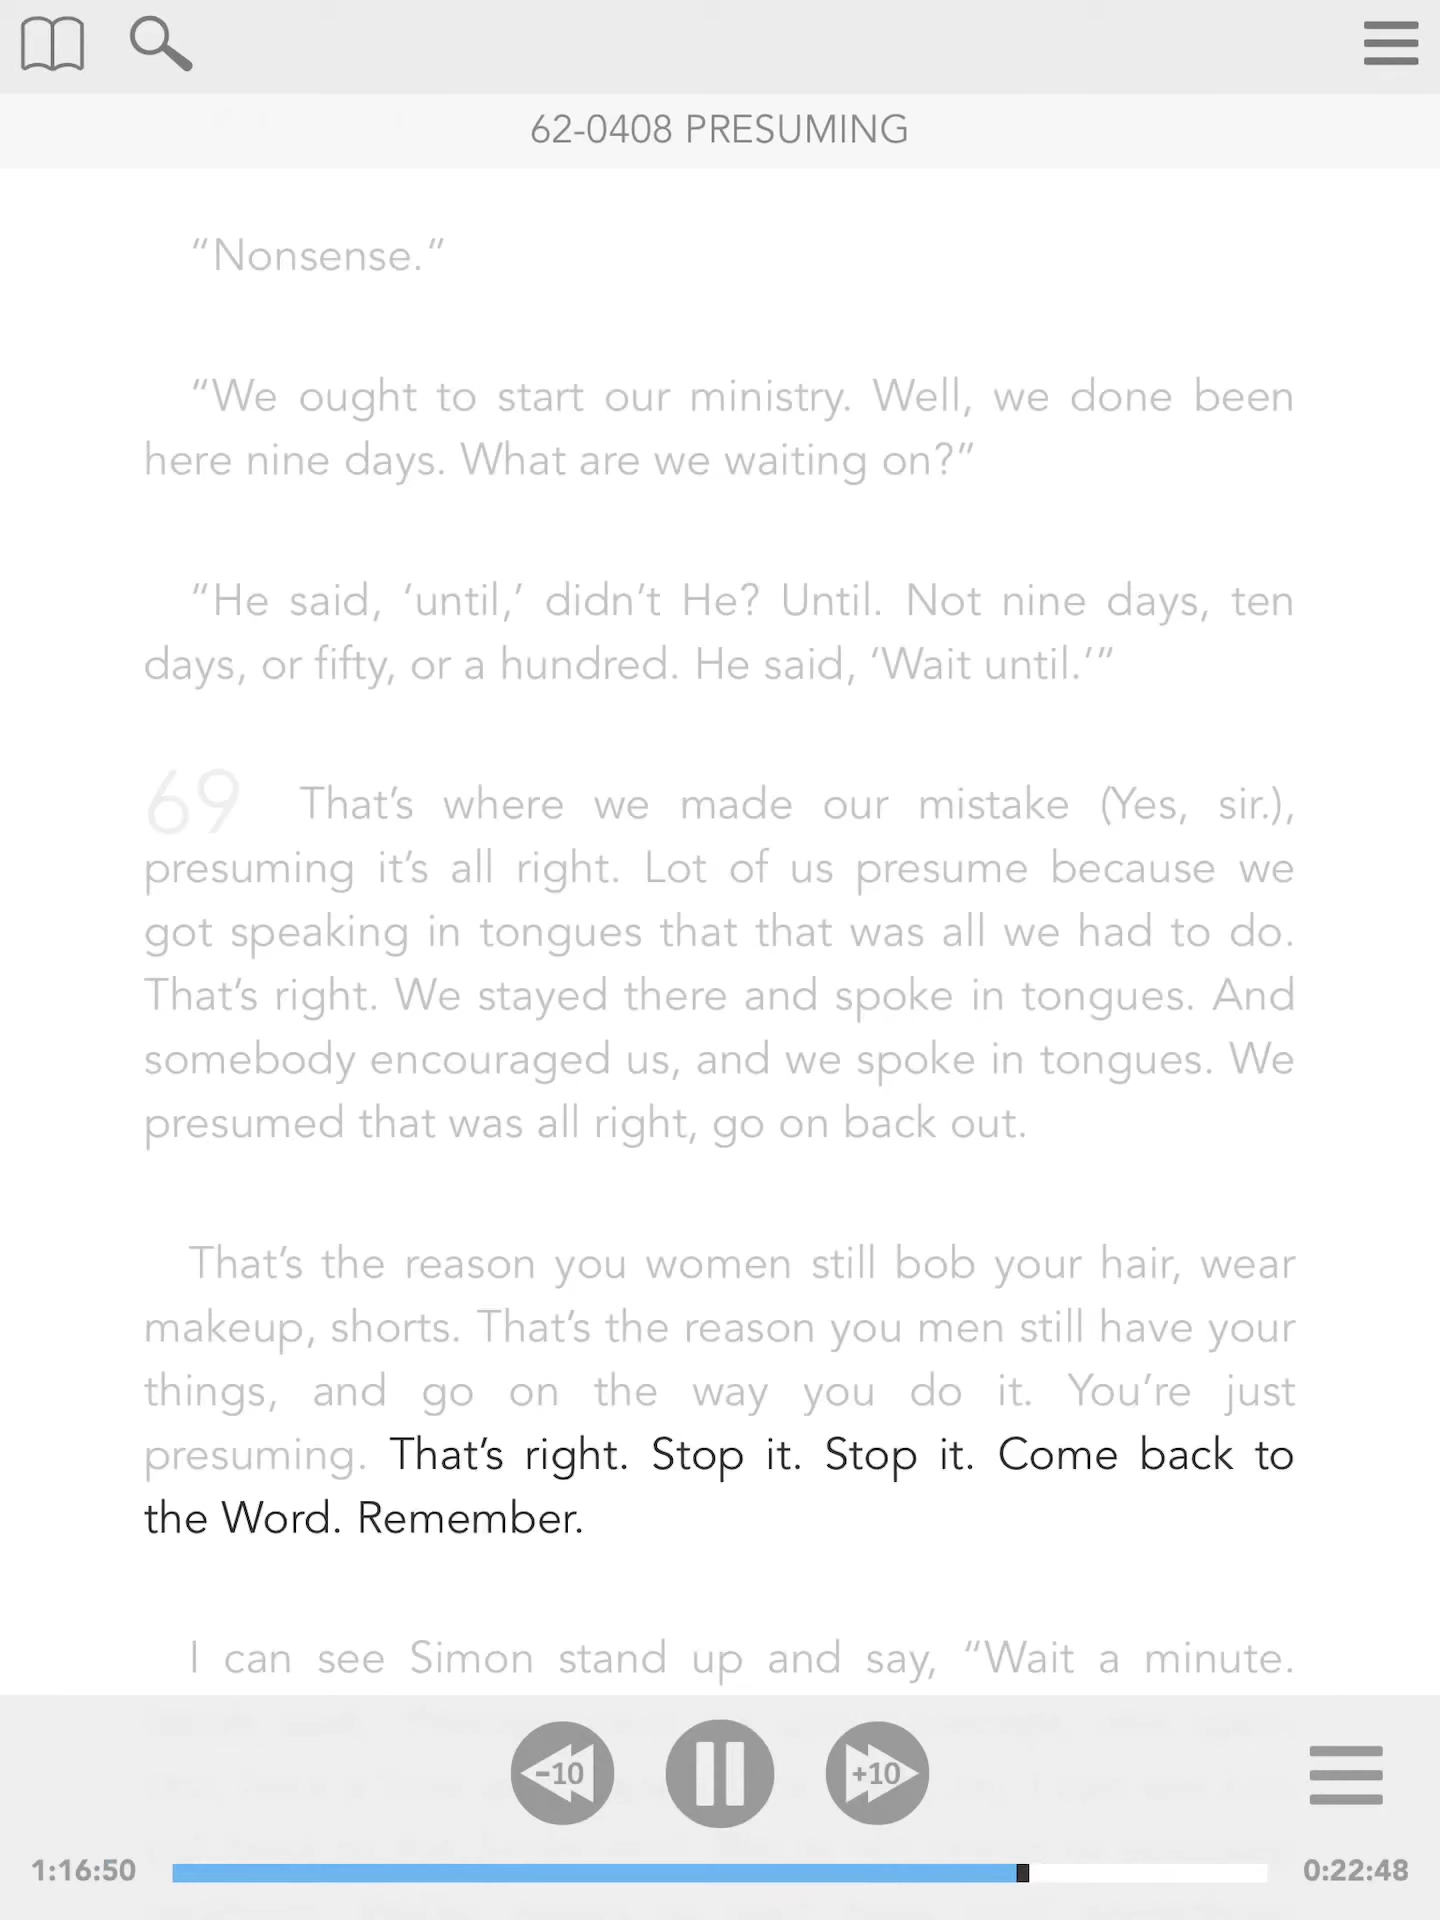 62-0408 PRESUMING
“Nonsense.”
“We ought to start our ministry. Well, we done been
here nine days. What are we waiting on?”
“He said, ‘until,’ didn’t He? Until. Not nine days, ten
days, or fifty, or a hundred. He said, ‘Wait until.’”
69 That’s where we made our mistake (Yes, sir.),
presuming it’s all right. Lot of us presume because we
got speaking in tongues that that was all we had to do.
That’s right. We stayed there and spoke in tongues. And
somebody encouraged us, and we spoke in tongues. We
presumed that was all right, go on back out.
That’s the reason you women still bob your hair, wear
makeup, shorts. That’s the reason you men still have your
things, and go on the way you do it. You’re just
presuming. That’s right. Stop it. Stop it. Come back to
the Word. Remember.
I can see Simon stand up and say, “Wait a minute.
-10 +10
1:16:50 0:22:48